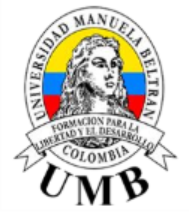 UNIVERSIDAD MANUELA BELTRAN
FORMACION PARA LA
LIBERTAD Y EL DESARROLLO
COLOMBIA
UMB